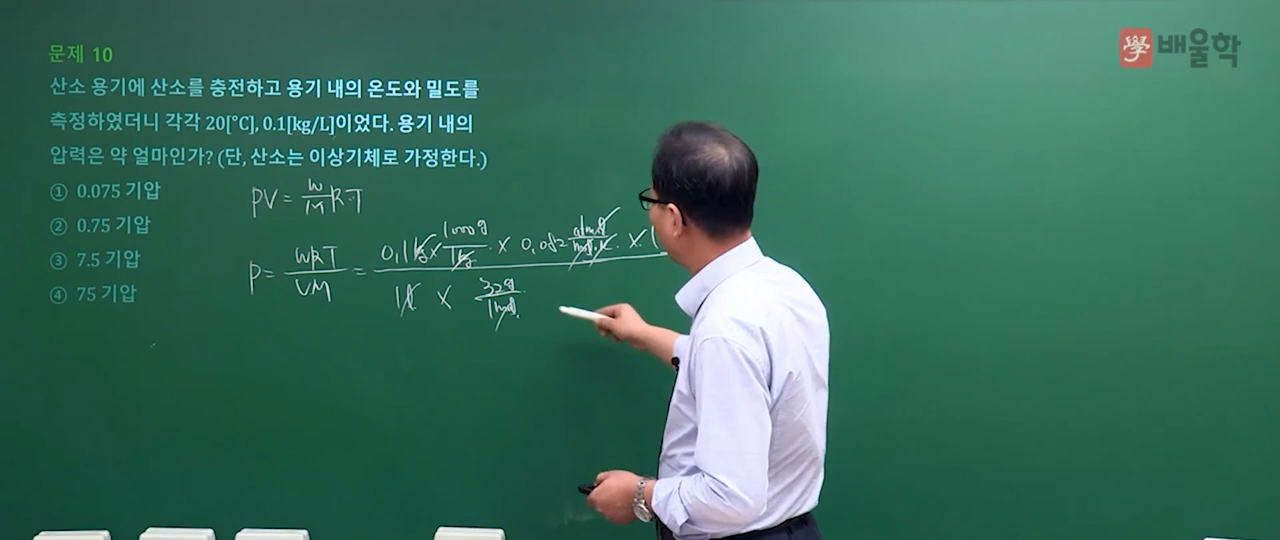 學 배울학
문제 10
산소 용기에 산소를 충전하고 용기 내의 온도와 밀도를
측정하였더니 각각 20[°C], 0.1[kg/L]이었다. 용기 내의
압력은 약 얼마인가? (단, 산소는 이상기체로 가정한다.)
① 0.075 기압
② 0.75 기압
③ 7.5 기압
④ 75 기압
PV = W/M RT
P = WRT/VM = 0.1kg × 1000g/1kg × 0.082 atm·ℓ/mol·K × (
1ℓ × 32g/1mol